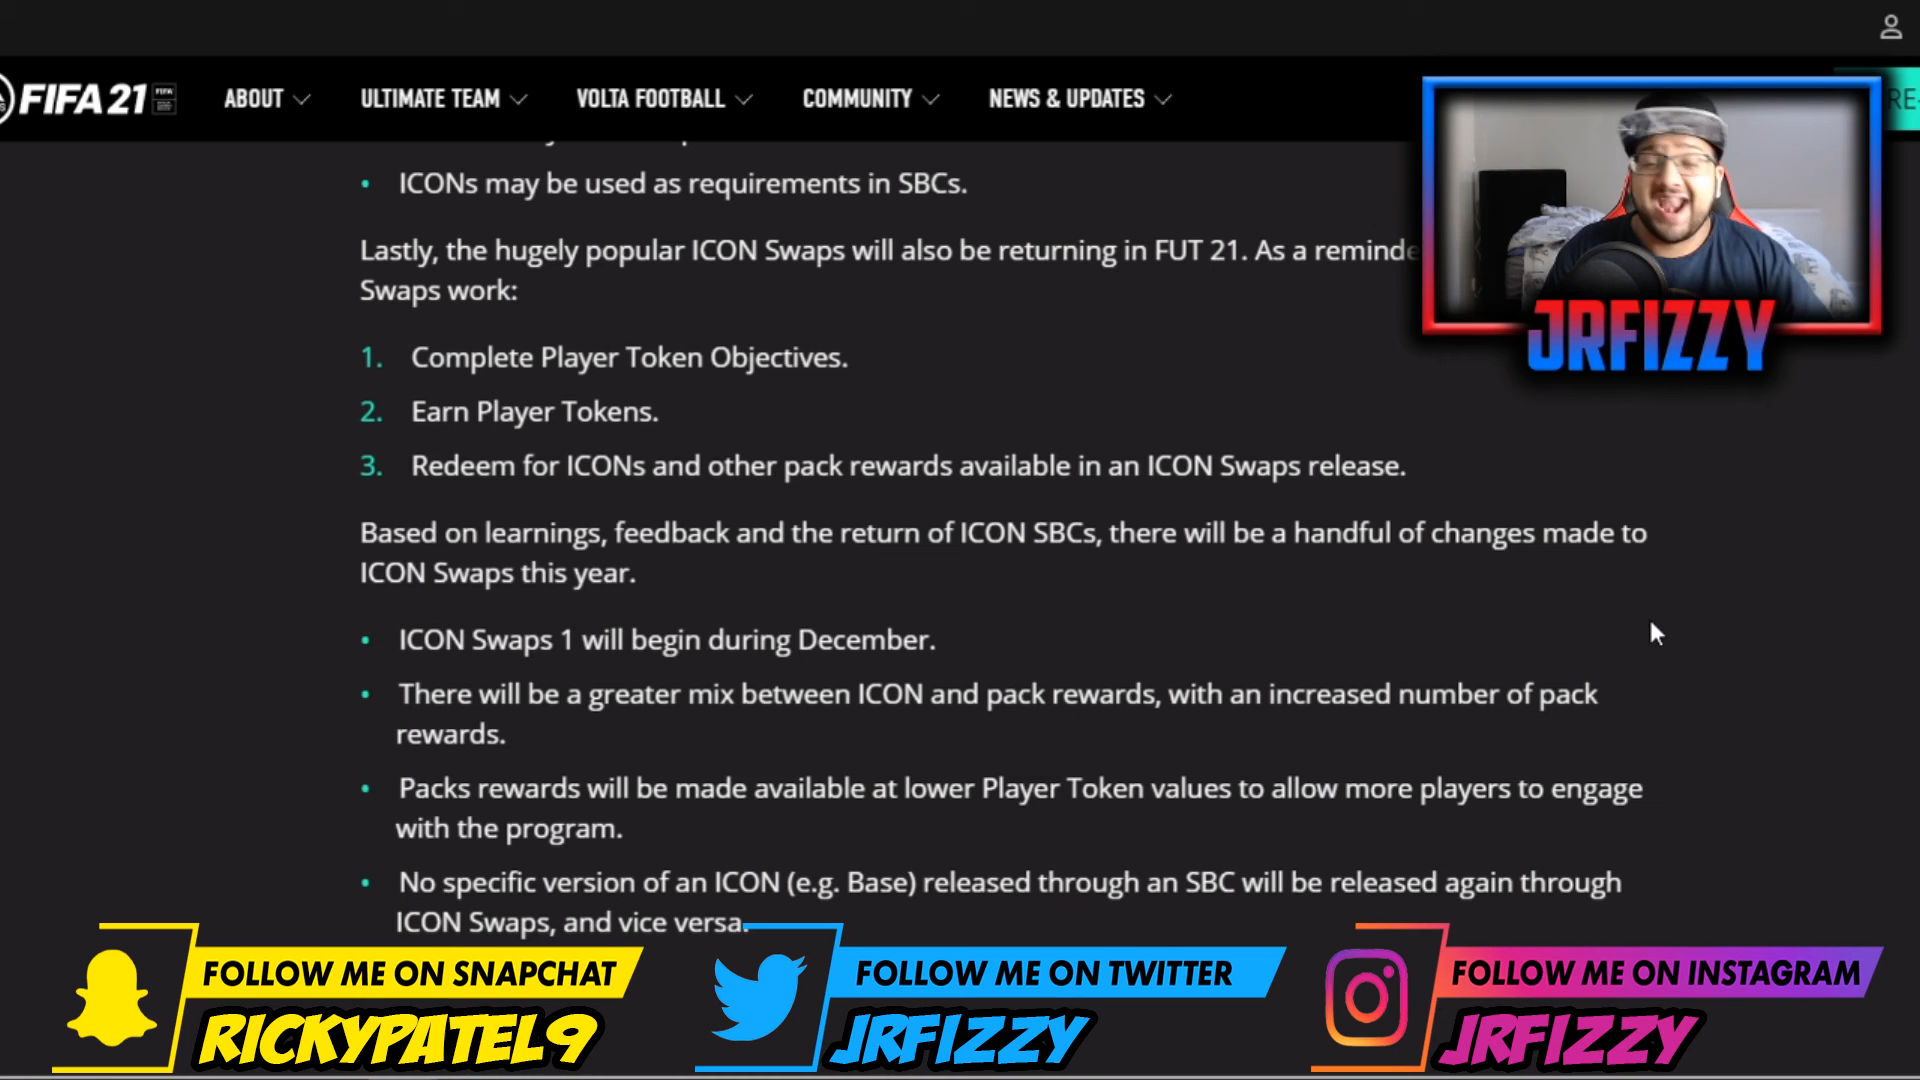 FIFA 21
ABOUT
ULTIMATE TEAM
VOLTA FOOTBALL
COMMUNITY
NEWS & UPDATES
• ICONs may be used as requirements in SBCs.
Lastly, the hugely popular ICON Swaps will also be returning in FUT 21. As a
Swaps work:
1. Complete Player Token Objectives.
2. Earn Player Tokens.
3. Redeem for ICONs and other pack rewards available in an ICON Swaps release.
Based on learnings, feedback and the return of ICON SBCs, there will be a handful of changes made to
ICON Swaps this year.
• ICON Swaps 1 will begin during December.
• There will be a greater mix between ICON and pack rewards, with an increased number of pack
rewards.
• Packs rewards will be made available at lower Player Token values to allow more players to engage
with the program.
• No specific version of an ICON (e.g. Base) released through an SBC will be released again through
ICON Swaps, and vice versa.
JRFIZZY
FOLLOW ME ON SNAPCHAT
RICKYPATEL9
FOLLOW ME ON TWITTER
JRFIZZY
FOLLOW ME ON INSTAGRAM
JRFIZZY